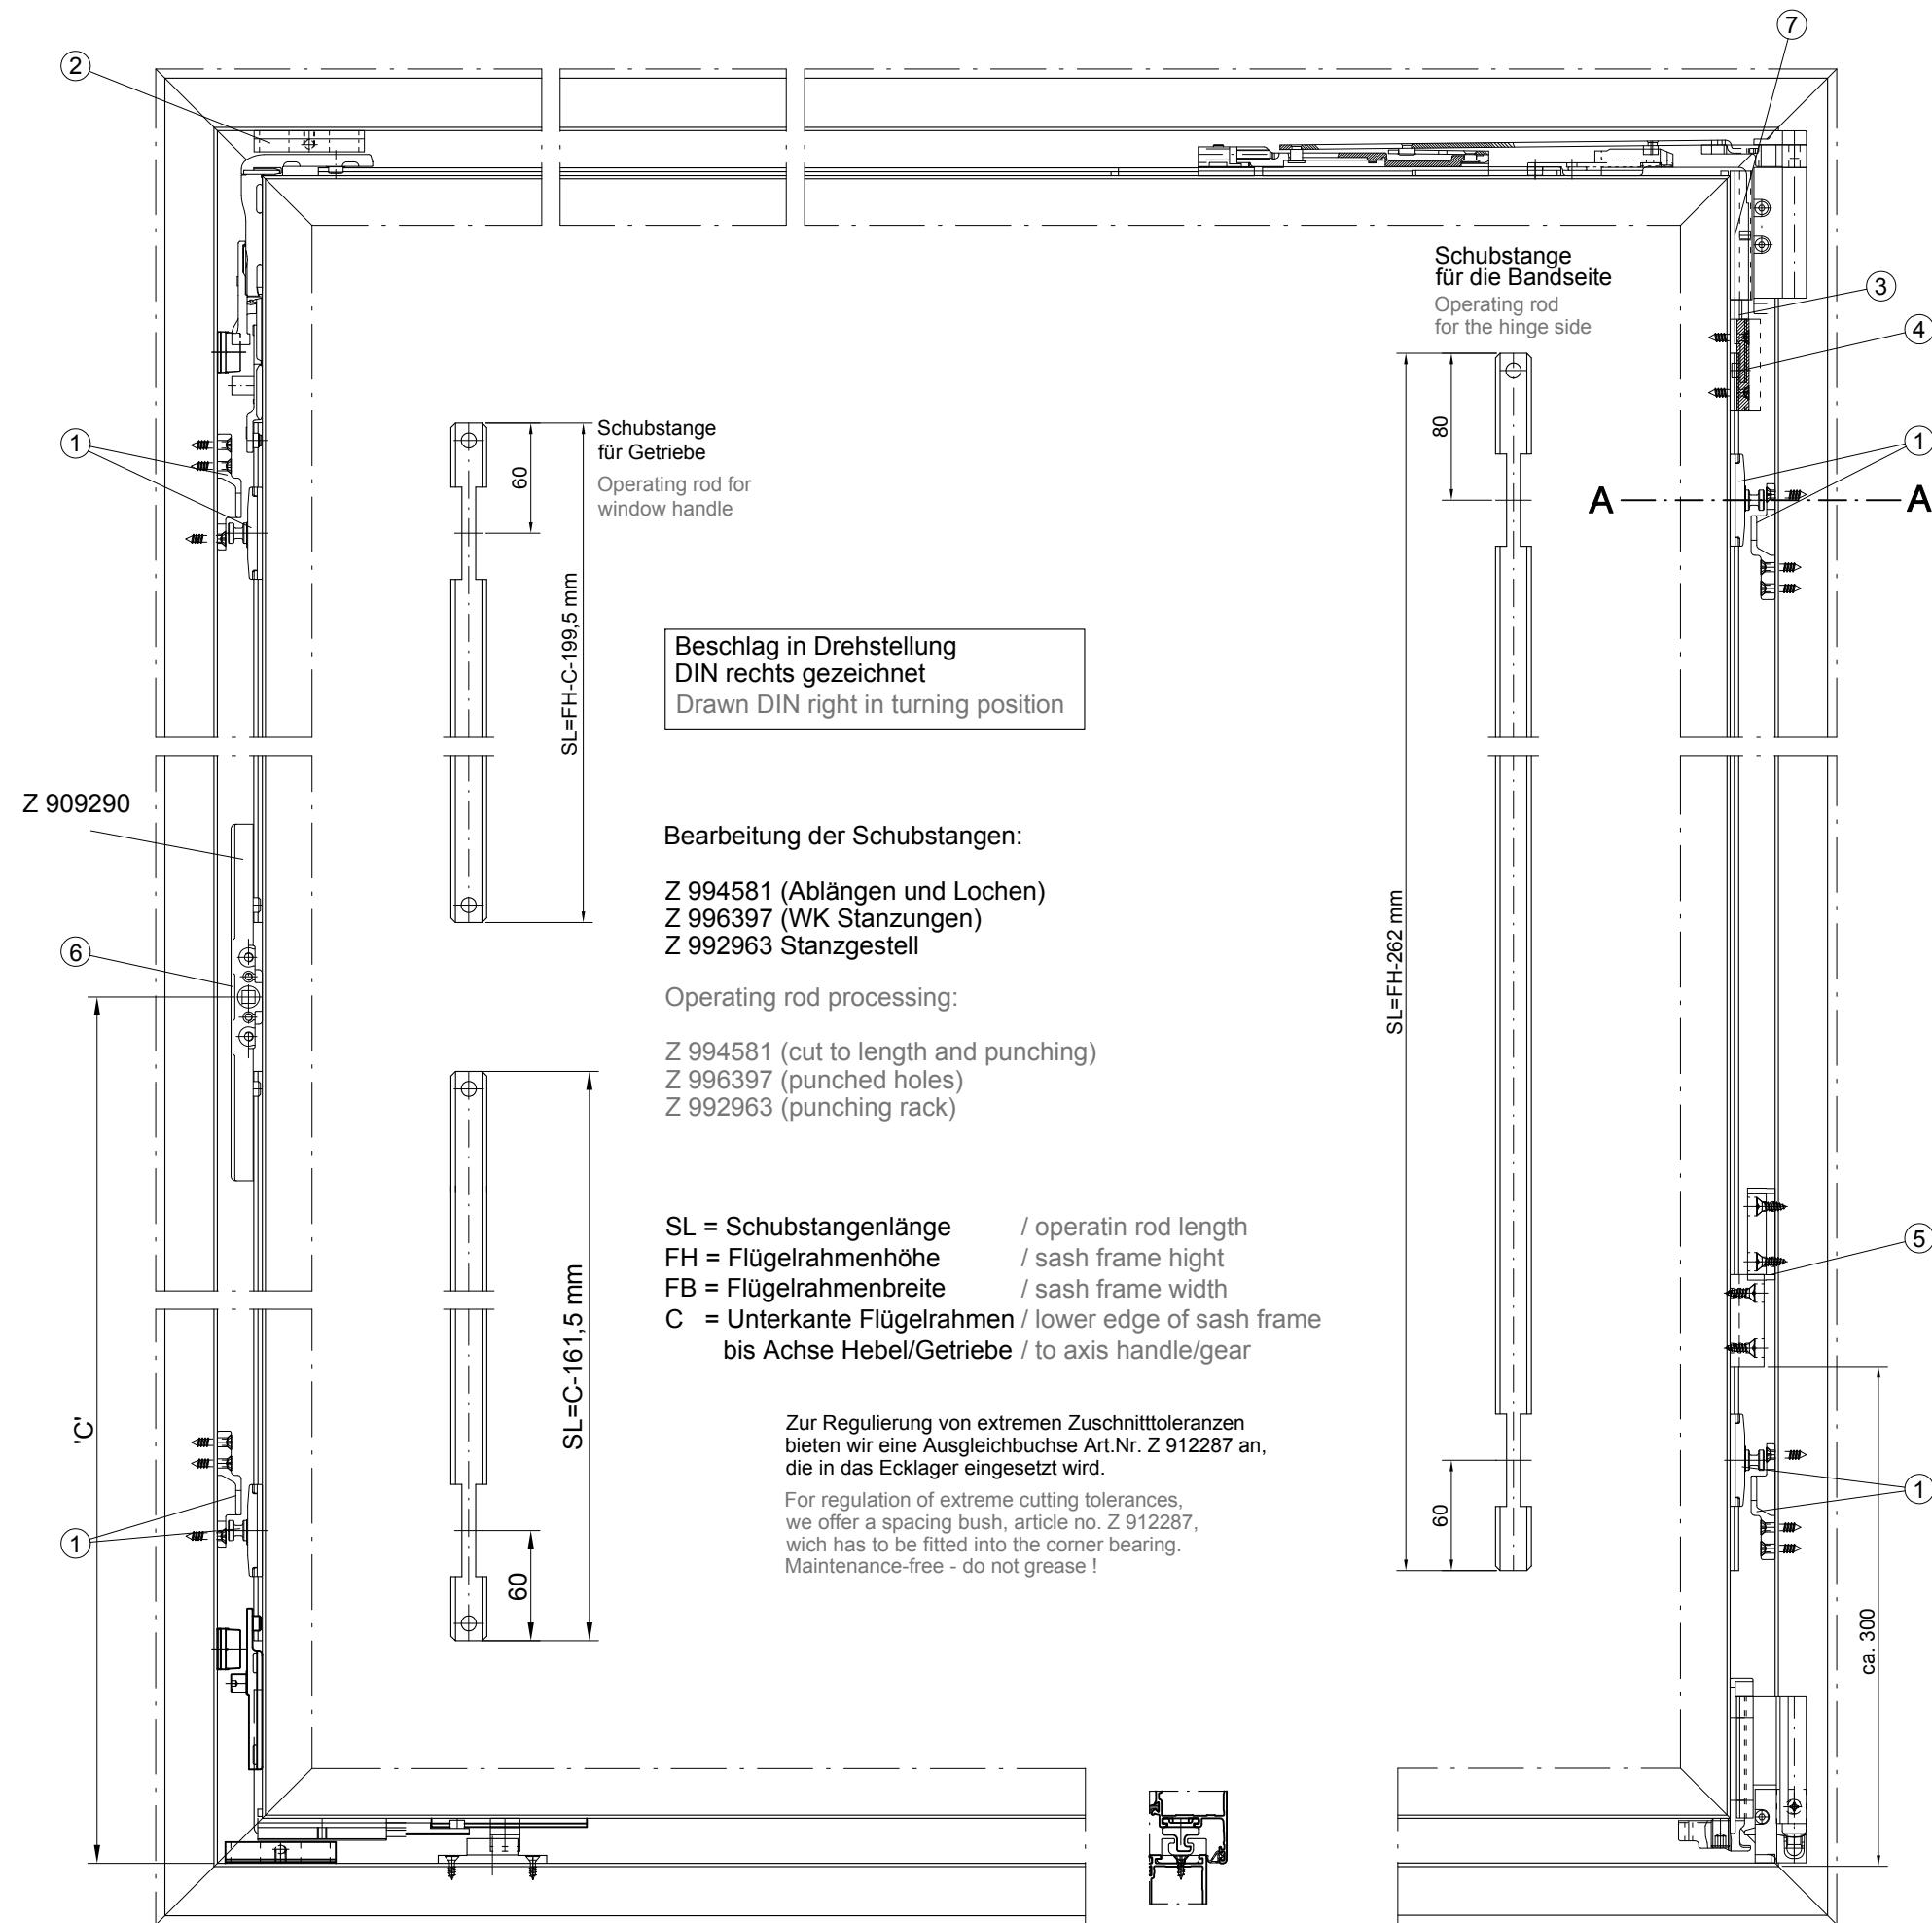 7
2
Schubstange
für die Bandseite
Operating rod
for the hinge side
3
4
1
Schubstange
für Getriebe
Operating rod for
window handle
60
80
1
A
A
SL=FH-C-199,5 mm
Beschlag in Drehstellung
DIN rechts gezeichnet
Drawn DIN right in turning position
Z 909290
Bearbeitung der Schubstangen:
Z 994581 (Ablängen und Lochen)
Z 996397 (WK Stanzungen)
Z 992963 Stanzgestell
6
SL=FH-262 mm
Operating rod processing:
Z 994581 (cut to length and punching)
Z 996397 (punched holes)
Z 992963 (punching rack)
SL = Schubstangenlänge / operatin rod length
FH = Flügelrahmenhöhe / sash frame hight
FB = Flügelrahmenbreite / sash frame width
C = Unterkante Flügelrahmen / lower edge of sash frame
bis Achse Hebel/Getriebe / to axis handle/gear
5
SL=C-161,5 mm
'C'
Zur Regulierung von extremen Zuschnitttoleranzen
bieten wir eine Ausgleichbuchse Art.Nr. Z 912287 an,
die in das Ecklager eingesetzt wird.
For regulation of extreme cutting tolerances,
we offer a spacing bush, article no. Z 912287,
wich has to be fitted into the corner bearing.
Maintenance-free - do not grease !
1
1
60
60
ca. 300